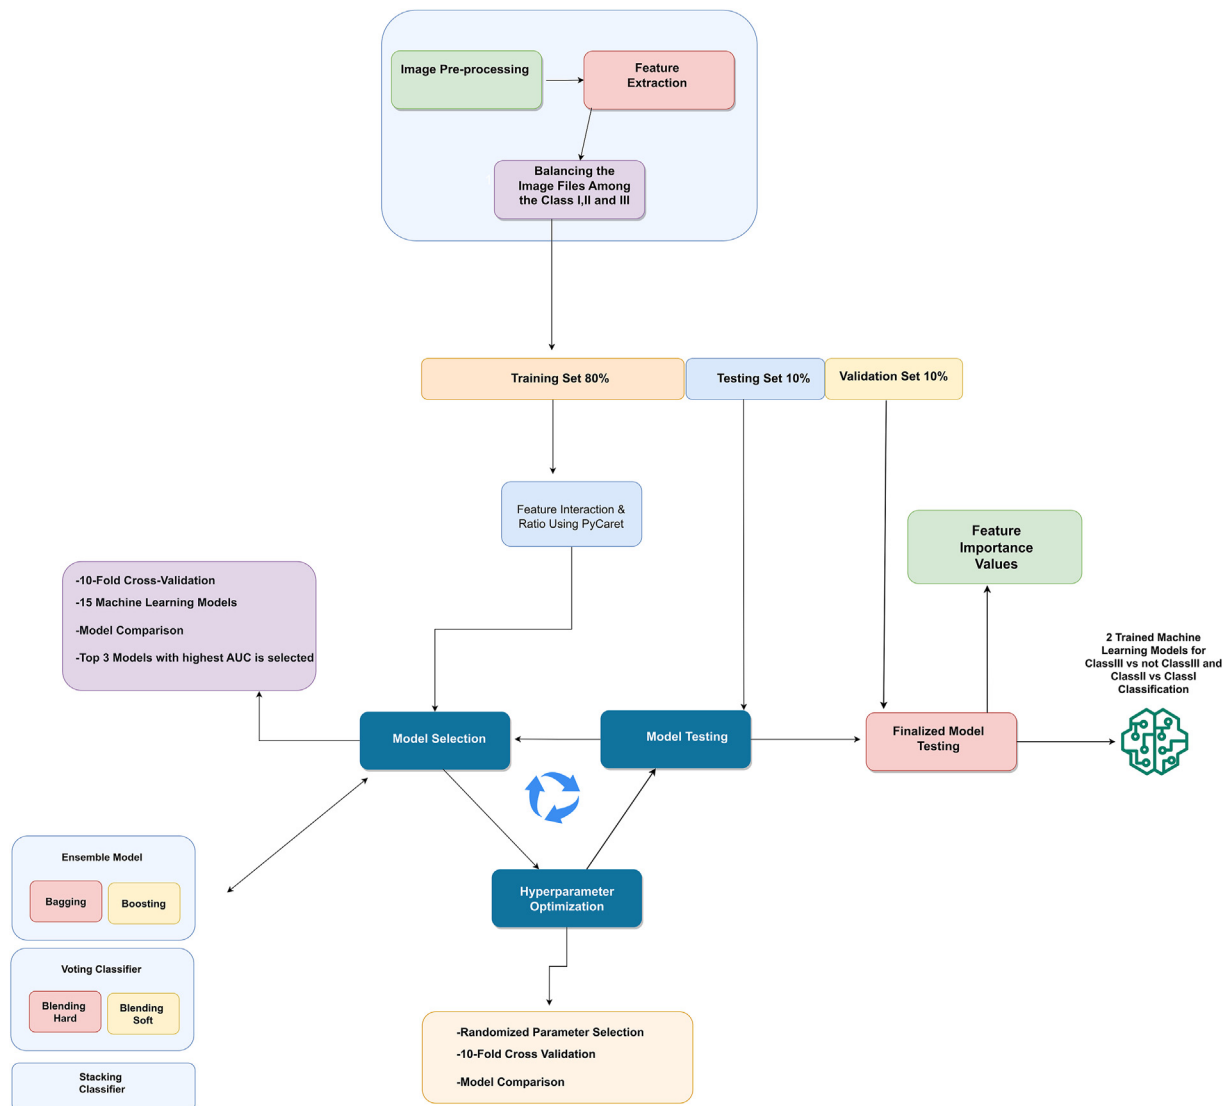 Image Pre-processing
Feature
Extraction
Balancing the
Image Files Among
the Class I,II and III
Training Set 80%
Testing Set 10%
Validation Set 10%
Feature Interaction &
Ratio Using PyCaret
Feature
Importance
Values
-10-Fold Cross-Validation
-15 Machine Learning Models
-Model Comparison
-Top 3 Models with highest AUC is selected
2 Trained Machine
Learning Models for
ClassIII vs not ClassIII and
ClassII vs ClassI
Classification
Model Selection
Model Testing
Finalized Model
Testing
Ensemble Model
Bagging
Boosting
Hyperparameter
Optimization
Voting Classifier
Blending
Hard
Blending
Soft
-Randomized Parameter Selection
-10-Fold Cross Validation
-Model Comparison
Stacking
Classifier